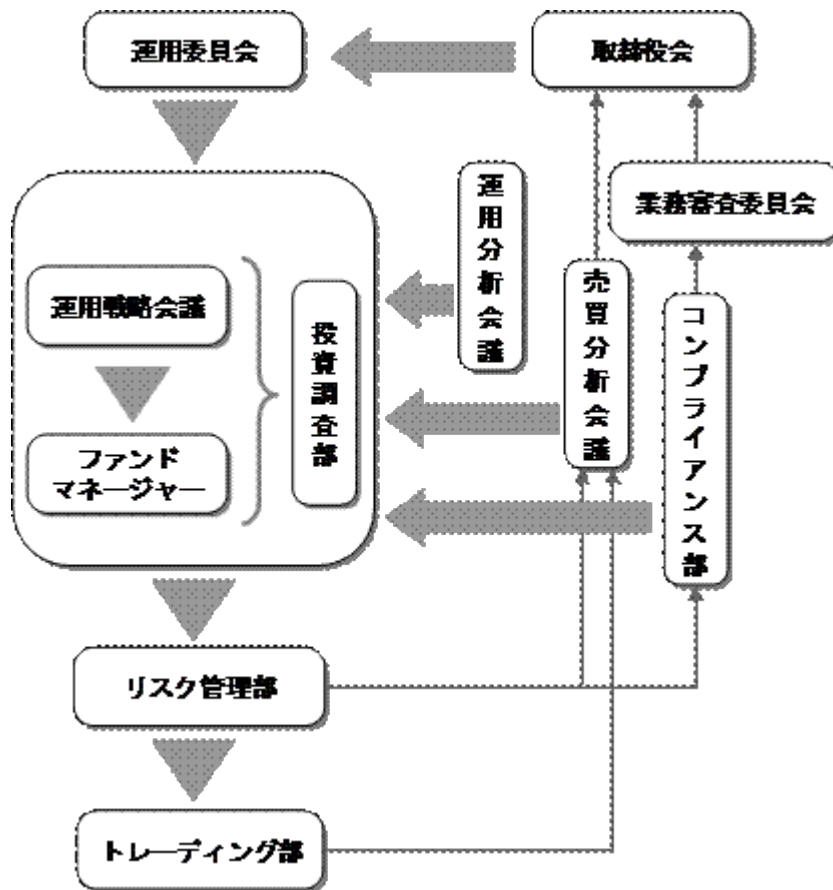 運用委員会
取締役会
運用分析会議
業務審査委員会
運用戦略会議
投資調査部
売買分析会議
コンプライアンス部
ファンド
マネージャー
リスク管理部
トレーディング部